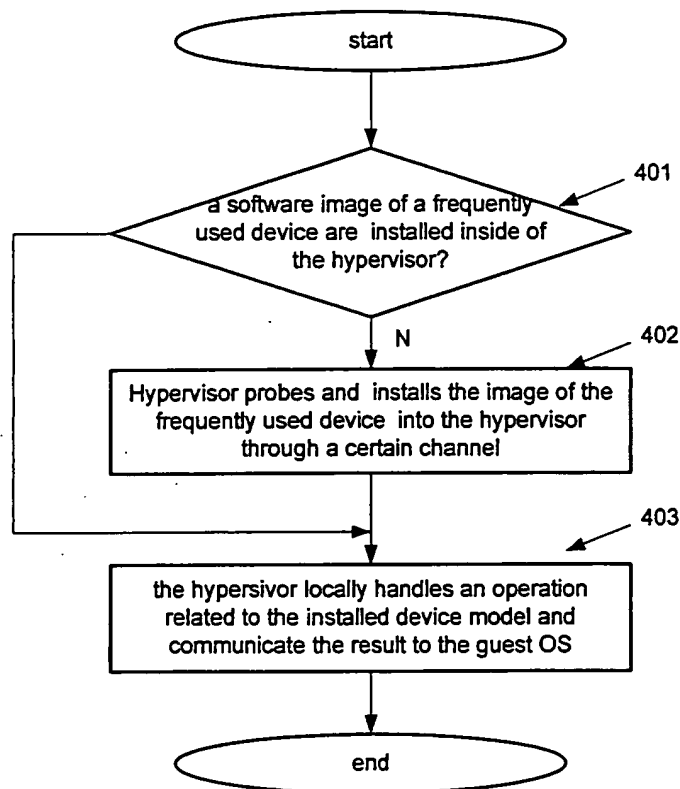 start
401
a software image of a frequently
used device are installed inside of
the hypervisor?
N
402
Hypervisor probes and installs the image of the
frequently used device into the hypervisor
through a certain channel
403
the hypersivor locally handles an operation
related to the installed device model and
communicate the result to the guest OS
end